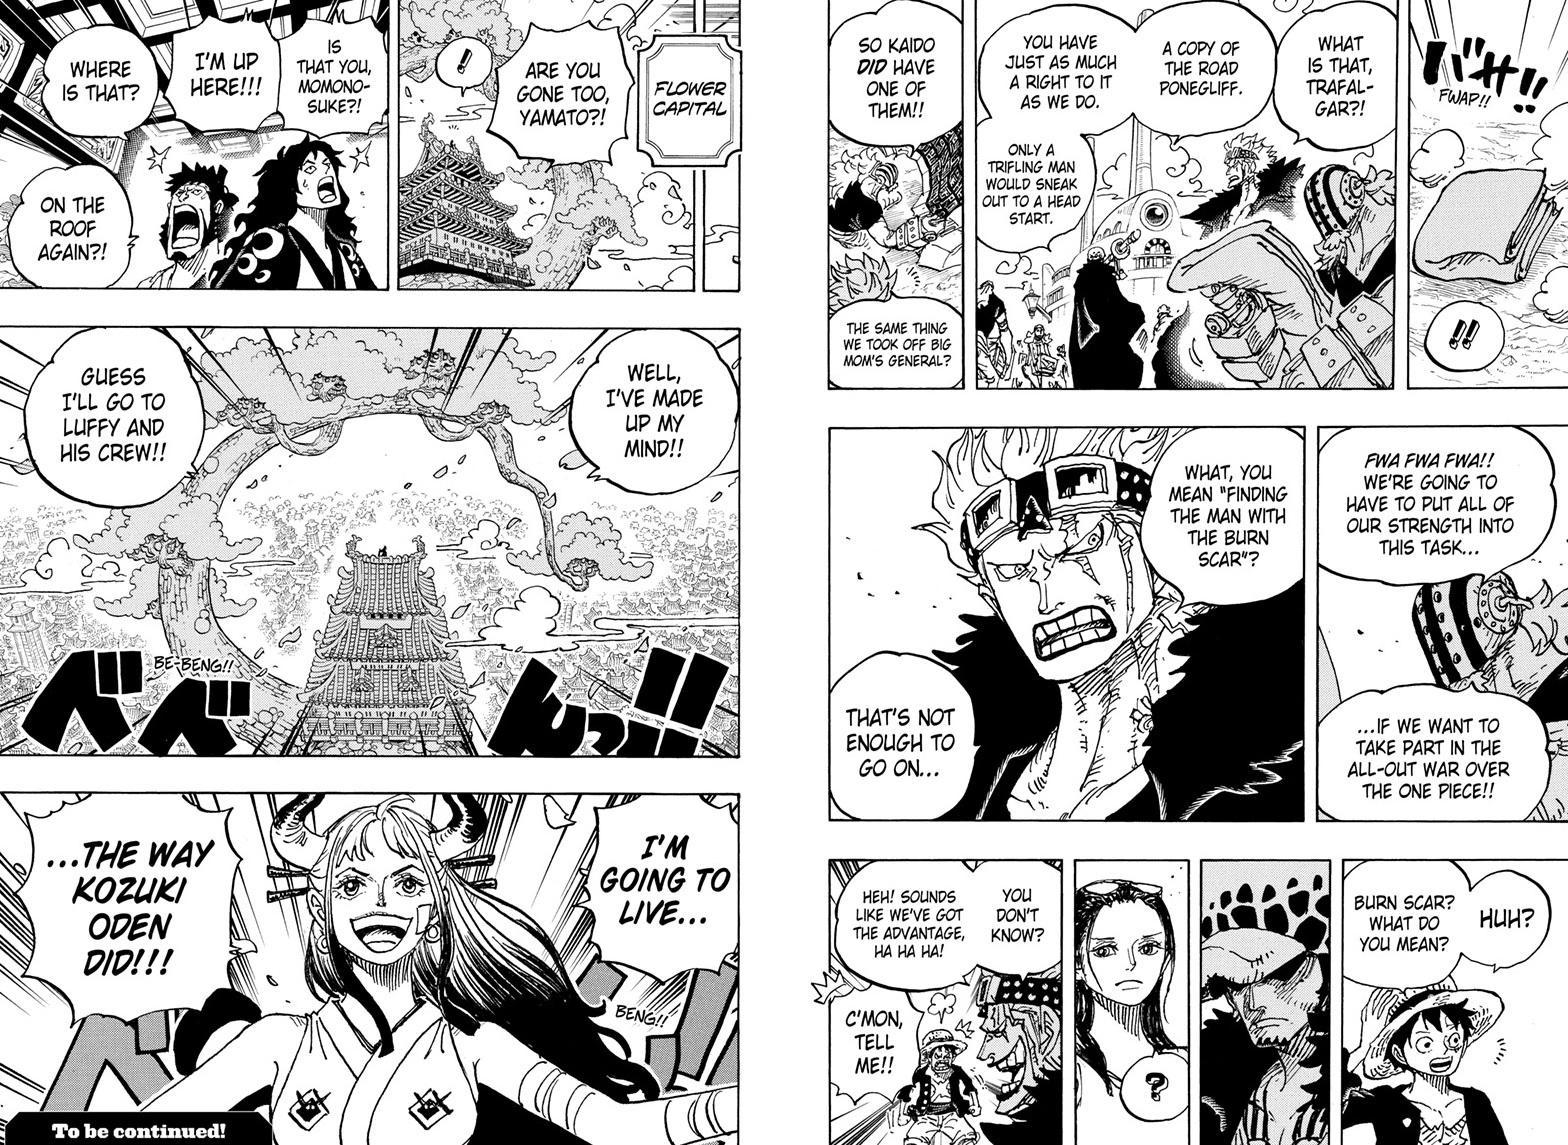 バサ!!
FWAP!!
!!
WHAT
IS THAT,
TRAFAL-
GAR?!
A COPY OF
THE ROAD
PONEGLIFF.
YOU HAVE
JUST AS MUCH
A RIGHT TO IT
AS WE DO.
ONLY A
TRIFLING MAN
WOULD SNEAK
OUT TO A HEAD
START.
SO KAIDO
DID HAVE
ONE OF
THEM!!
THE SAME THING
WE TOOK OFF BIG
MOM'S GENERAL?
FWA FWA FWA!!
WE'RE GOING
TO HAVE TO PUT ALL OF
OUR STRENGTH INTO
THIS TASK...
...IF WE WANT TO
TAKE PART IN THE
ALL-OUT WAR OVER
THE ONE PIECE!!
WHAT, YOU
MEAN "FINDING
THE MAN WITH
THE BURN
SCAR"?
THAT'S NOT
ENOUGH TO
GO ON...
HUH?
BURN SCAR?
WHAT DO
YOU MEAN?
?
YOU
DON'T
KNOW?
HEH! SOUNDS
LIKE WE'VE GOT
THE ADVANTAGE,
HA HA HA!
C'MON,
TELL
ME!!
FLOWER
CAPITAL
ARE YOU
GONE TOO,
YAMATO?!
!
IS
THAT YOU,
MOMONO-
SUKE?!
I'M UP
HERE!!!
WHERE
IS THAT?
ON THE
ROOF
AGAIN?!
WELL,
I'VE MADE
UP MY
MIND!!
GUESS
I'LL GO TO
LUFFY AND
HIS CREW!!
BE-BENG!!
べべんっ!!
I'M
GOING TO
LIVE...
...THE WAY
KOZUKI
ODEN
DID!!!
BENG!!
To be continued!